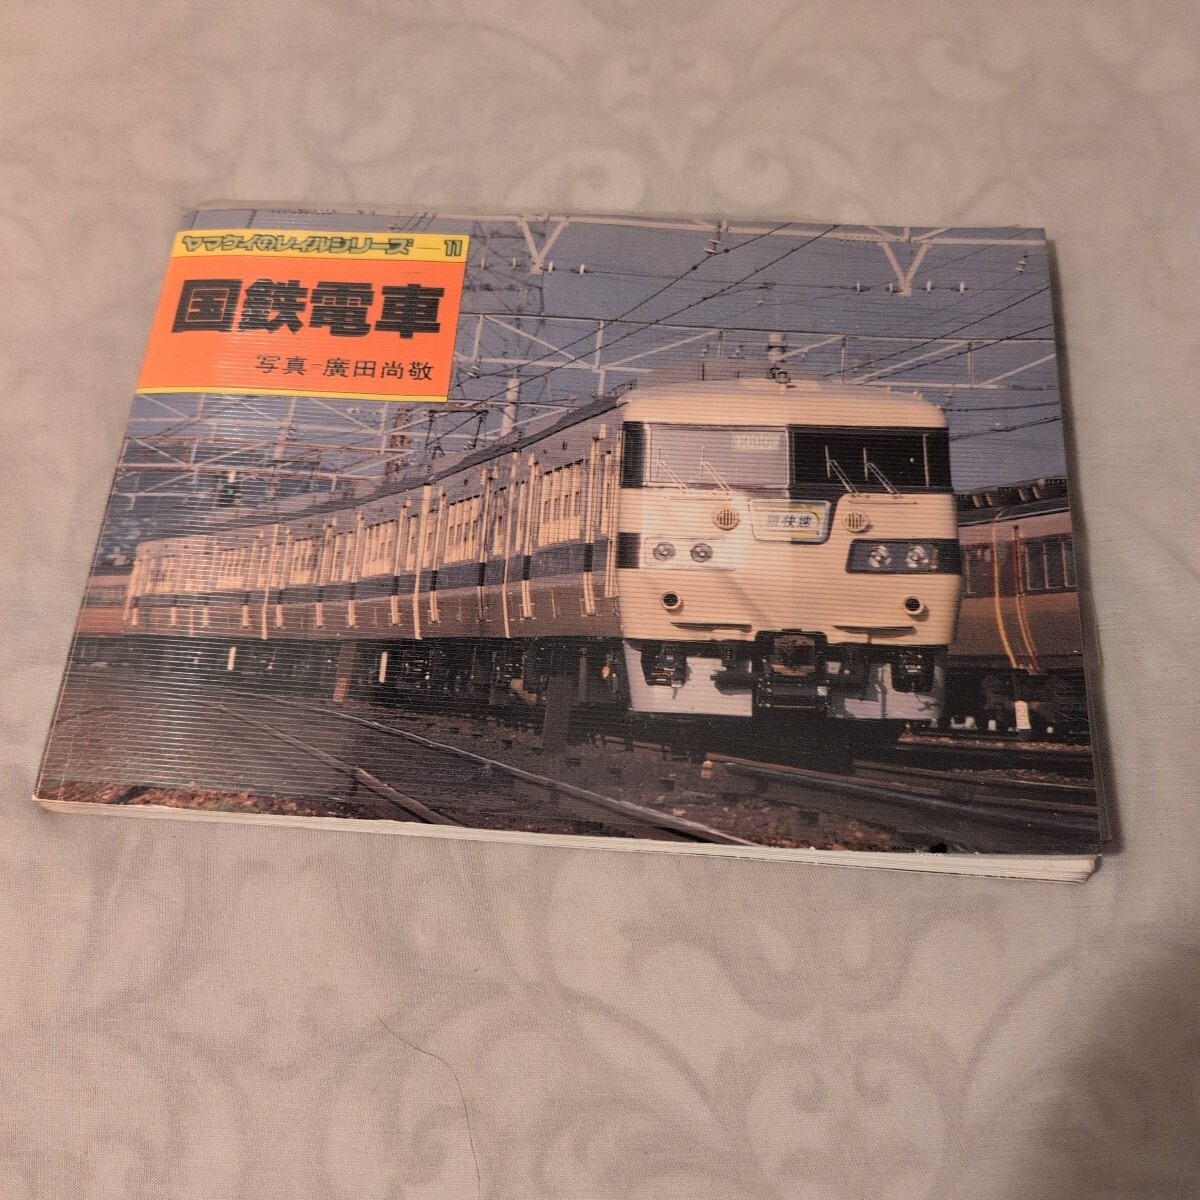 ヤマケイのレイルシリーズ—11
国鉄電車
写真=廣田尚敬
新快速